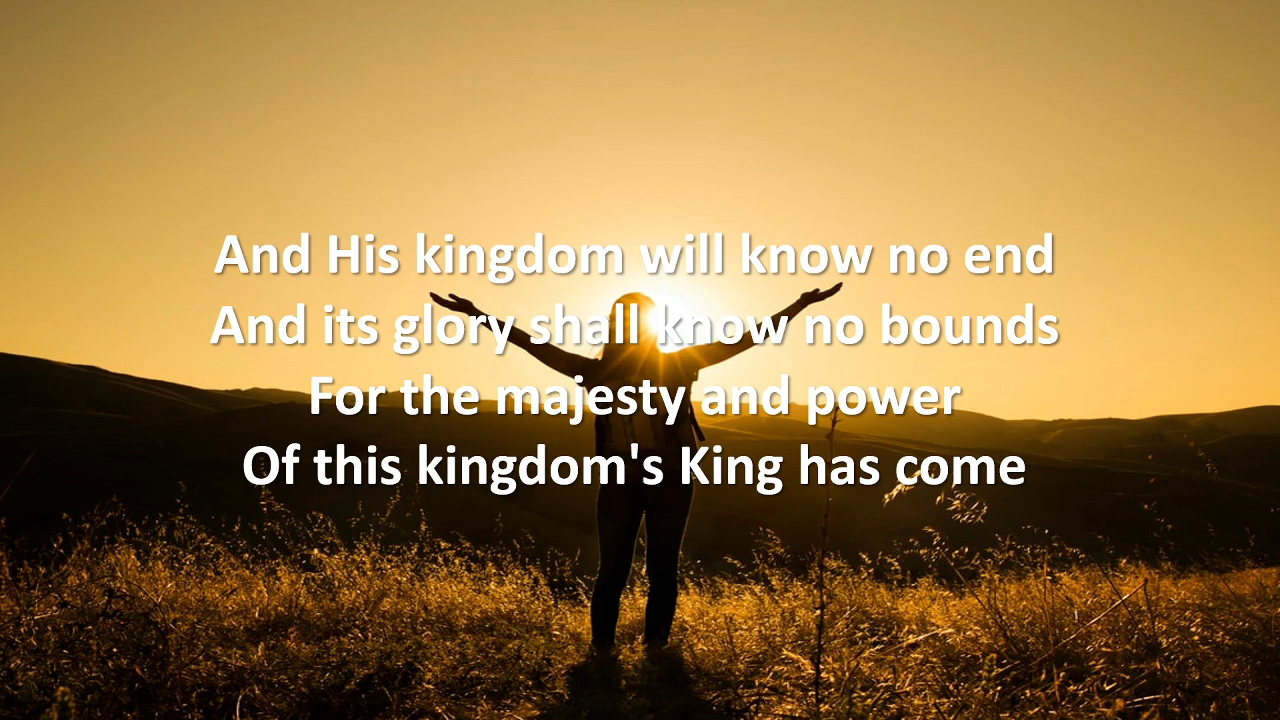 And His kingdom will know no end
And its glory shall know no bounds
For the majesty and power
Of this kingdom's King has come